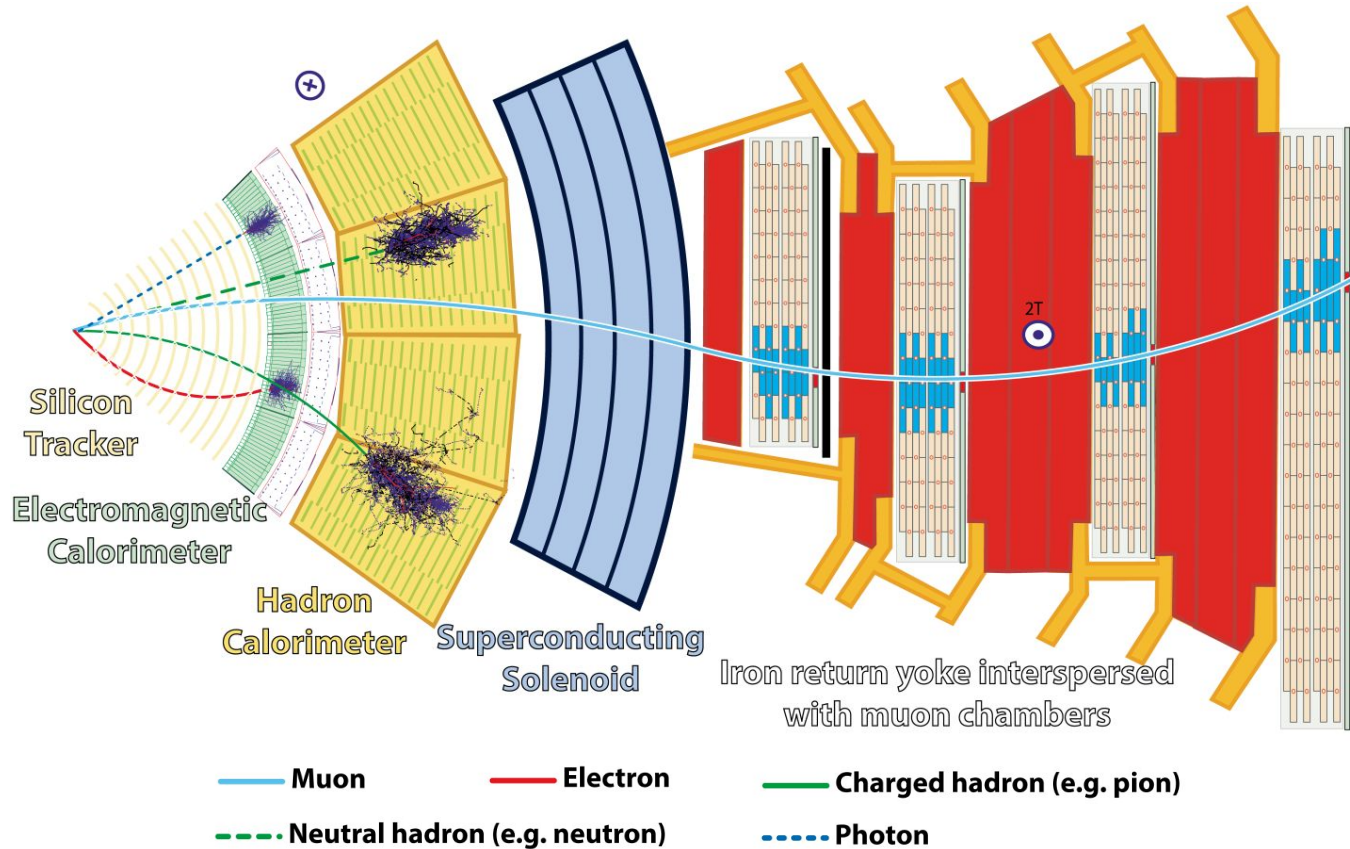 2T
Silicon
Tracker
Electromagnetic
Calorimeter
Hadron
Calorimeter
Superconducting
Solenoid
Iron return yoke interspersed
with muon chambers
Muon
Electron
Charged hadron (e.g. pion)
Neutral hadron (e.g. neutron)
Photon